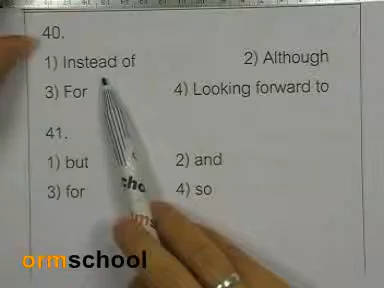 40.
1) Instead of 2) Although
3) For 4) Looking forward to
41.
1) but 2) and
3) for 4) so
ormschool